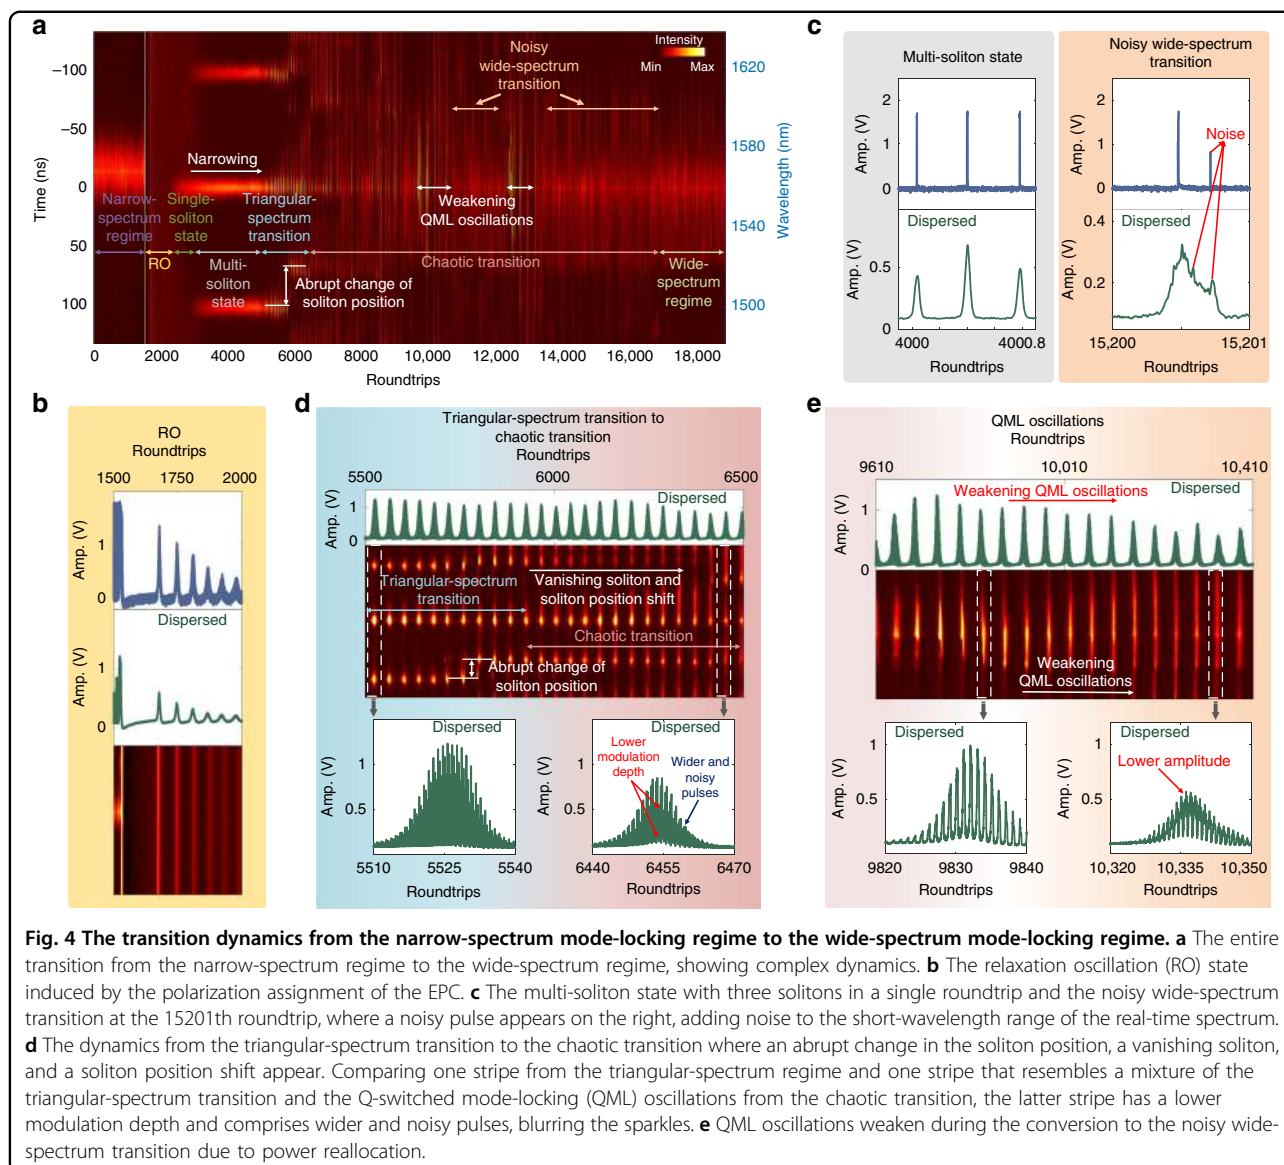 a
−100
−50
0
50
100
Time (ns)
Noisy
wide-spectrum
transition
Intensity
Min
Max
1620
1580
1540
1500
Wavelength (nm)
Narrowing
Narrow-
spectrum
regime
Single-
soliton
state
Triangular-
spectrum
transition
Weakening
QML oscillations
RO
Multi-
soliton
state
Abrupt change of
soliton position
Chaotic transition
Wide-
spectrum
regime
0
2000
4000
6000
8000
10,000
12,000
14,000
16,000
18,000
Roundtrips
c
Multi-soliton state
Noisy wide-spectrum
transition
2
1
0
Amp. (V)
2
1
0
Amp. (V)
Noise
Dispersed
0.5
0
Amp. (V)
4000
4000.8
Roundtrips
Dispersed
0.4
0.2
Amp. (V)
15,200
15,201
Roundtrips
b
RO
Roundtrips
1500
1750
2000
1
0
Amp. (V)
Dispersed
1
0
Amp. (V)
d
Triangular-spectrum transition to
chaotic transition
Roundtrips
5500
6000
6500
Dispersed
1
0
Amp. (V)
Triangular-spectrum
transition
Vanishing soliton and
soliton position shift
Chaotic transition
Abrupt change of
soliton position
Dispersed
1
0.5
Amp. (V)
5510
5525
5540
Roundtrips
Dispersed
Lower
modulation
depth
Wider and
noisy
pulses
1
0.5
Amp. (V)
6440
6455
6470
Roundtrips
e
QML oscillations
Roundtrips
9610
10,010
10,410
Weakening QML oscillations
Dispersed
1
0
Amp. (V)
Weakening
QML oscillations
Dispersed
1
0.5
Amp. (V)
9820
9830
9840
Roundtrips
Dispersed
Lower amplitude
1
0.5
Amp. (V)
10,320
10,335
10,350
Roundtrips
Fig. 4 The transition dynamics from the narrow-spectrum mode-locking regime to the wide-spectrum mode-locking regime. a The entire
transition from the narrow-spectrum regime to the wide-spectrum regime, showing complex dynamics. b The relaxation oscillation (RO) state
induced by the polarization assignment of the EPC. c The multi-soliton state with three solitons in a single roundtrip and the noisy wide-spectrum
transition at the 15201th roundtrip, where a noisy pulse appears on the right, adding noise to the short-wavelength range of the real-time spectrum.
d The dynamics from the triangular-spectrum transition to the chaotic transition where an abrupt change in the soliton position, a vanishing soliton,
and a soliton position shift appear. Comparing one stripe from the triangular-spectrum regime and one stripe that resembles a mixture of the
triangular-spectrum transition and the Q-switched mode-locking (QML) oscillations from the chaotic transition, the latter stripe has a lower
modulation depth and comprises wider and noisy pulses, blurring the sparkles. e QML oscillations weaken during the conversion to the noisy wide-
spectrum transition due to power reallocation.